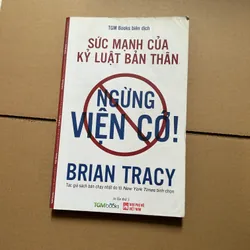 TGM Books biên dịch
SỨC MẠNH CỦA
KỶ LUẬT BẢN THÂN
NGỪNG
VIỆN CỚ!
BRIAN TRACY
Tác giả sách bán chạy nhất do tờ New York Times bình chọn
TGMBOOKS